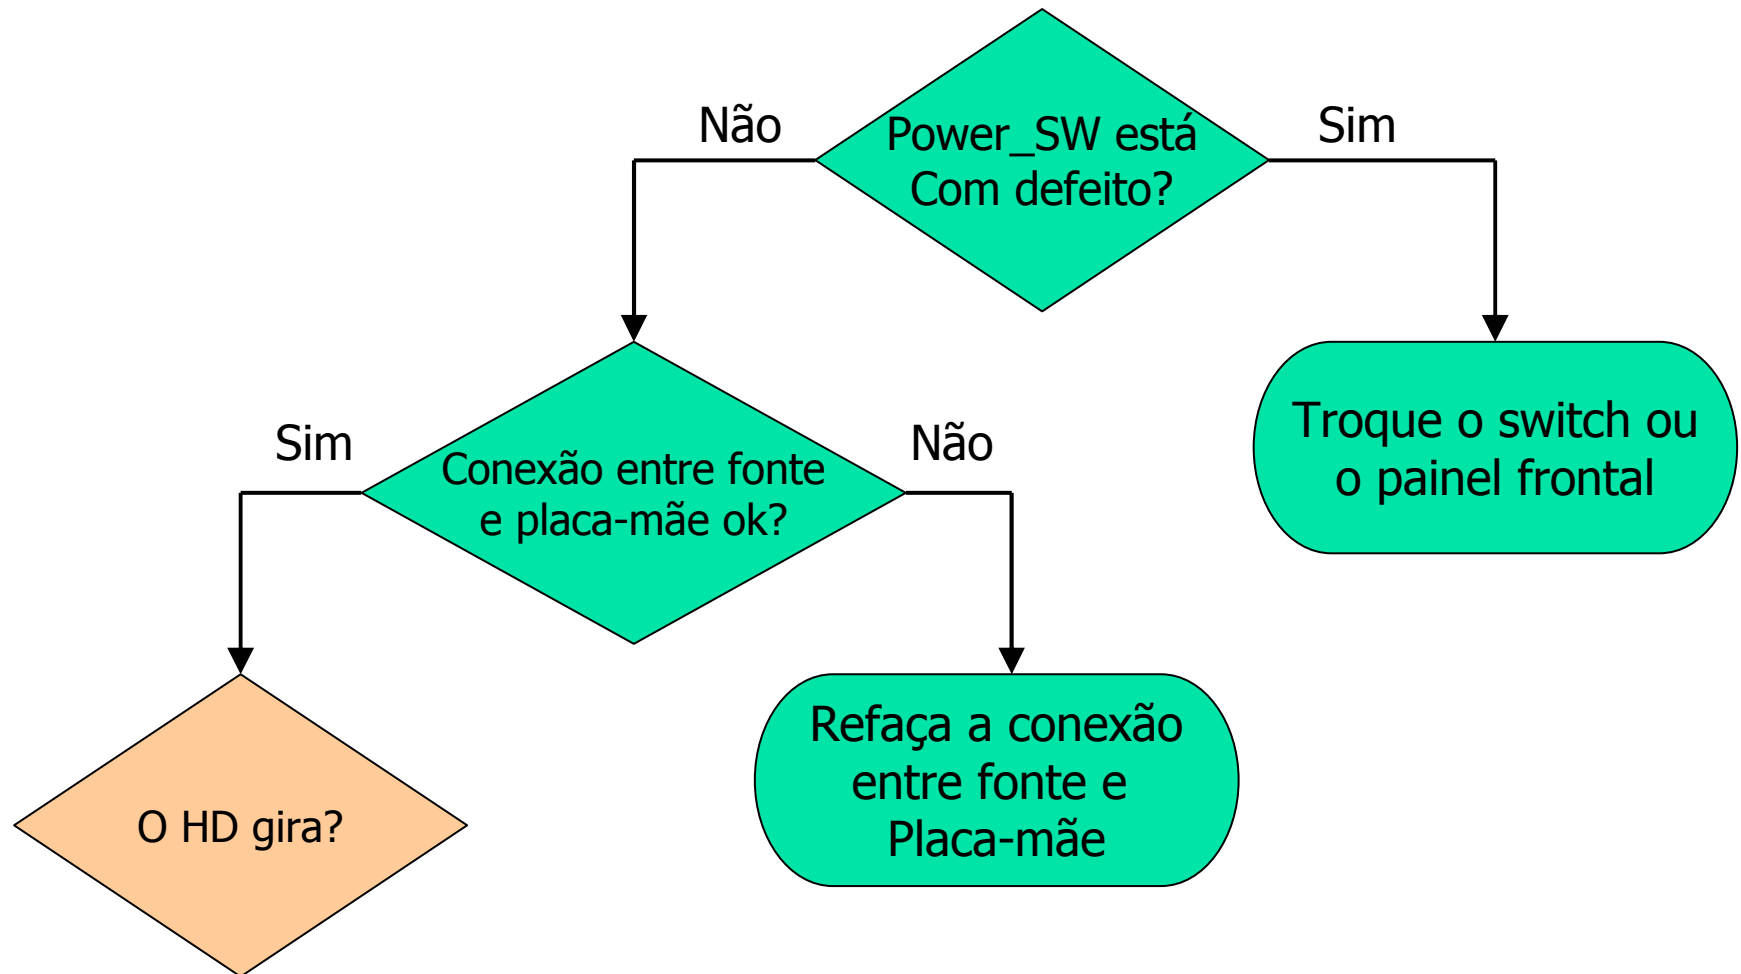 Não
Power_SW está
Com defeito?
Sim
Sim
Conexão entre fonte
e placa-mãe ok?
Não
Troque o switch ou
o painel frontal
O HD gira?
Refaça a conexão
entre fonte e
Placa-mãe